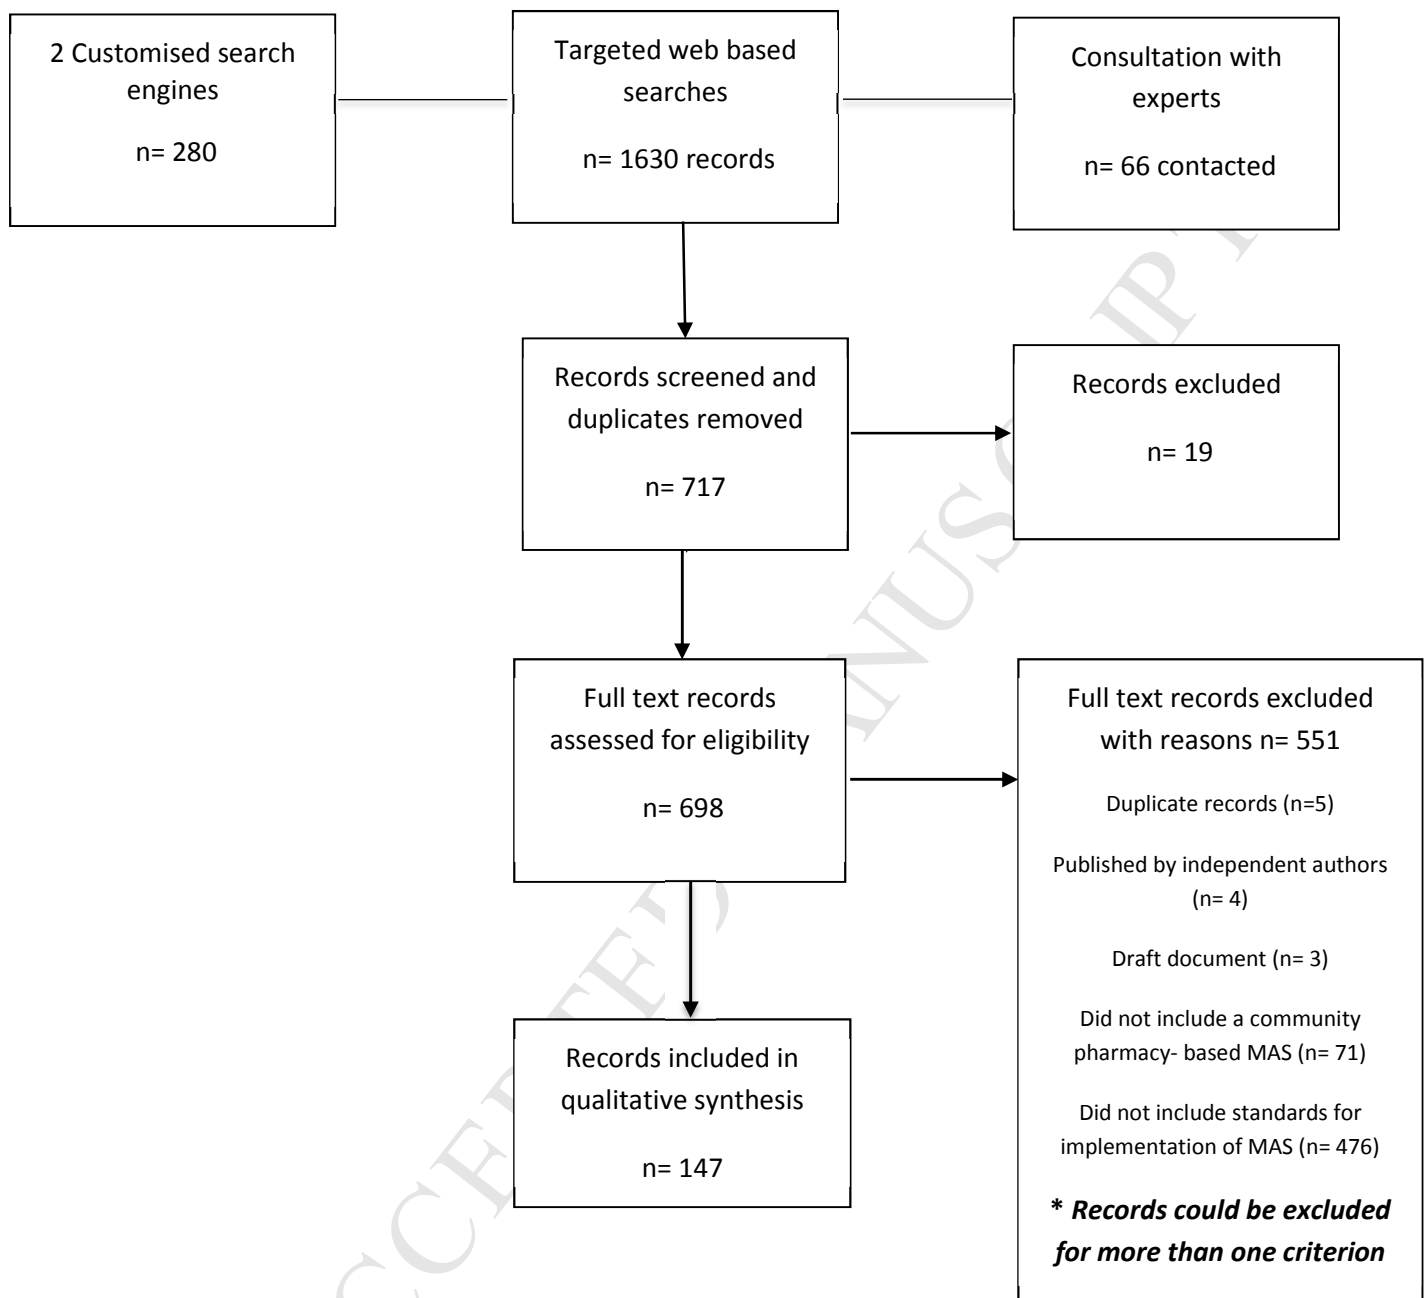 2 Customised search
engines
n= 280
Targeted web based
searches
n= 1630 records
Consultation with
experts
n= 66 contacted
Records screened and
duplicates removed
n= 717
Records excluded
n= 19
Full text records
assessed for eligibility
n= 698
Full text records excluded
with reasons n= 551
Duplicate records (n=5)
Published by independent authors
(n= 4)
Draft document (n= 3)
Did not include a community
pharmacy- based MAS (n= 71)
Did not include standards for
implementation of MAS (n= 476)
* Records could be excluded
for more than one criterion
Records included in
qualitative synthesis
n= 147